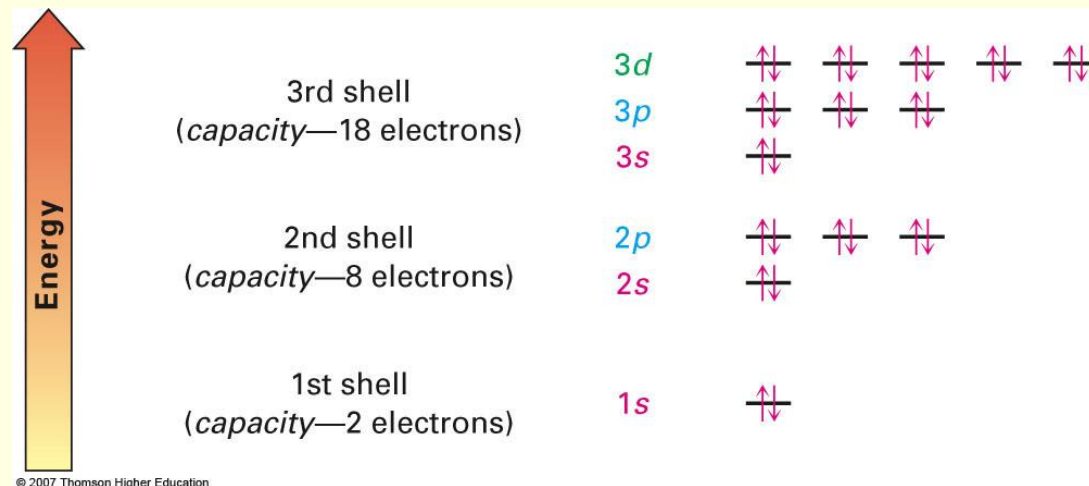 3rd shell
(capacity—18 electrons)
3d
3p
3s
2nd shell
(capacity—8 electrons)
2p
2s
1st shell
(capacity—2 electrons)
1s
Energy
© 2007 Thomson Higher Education